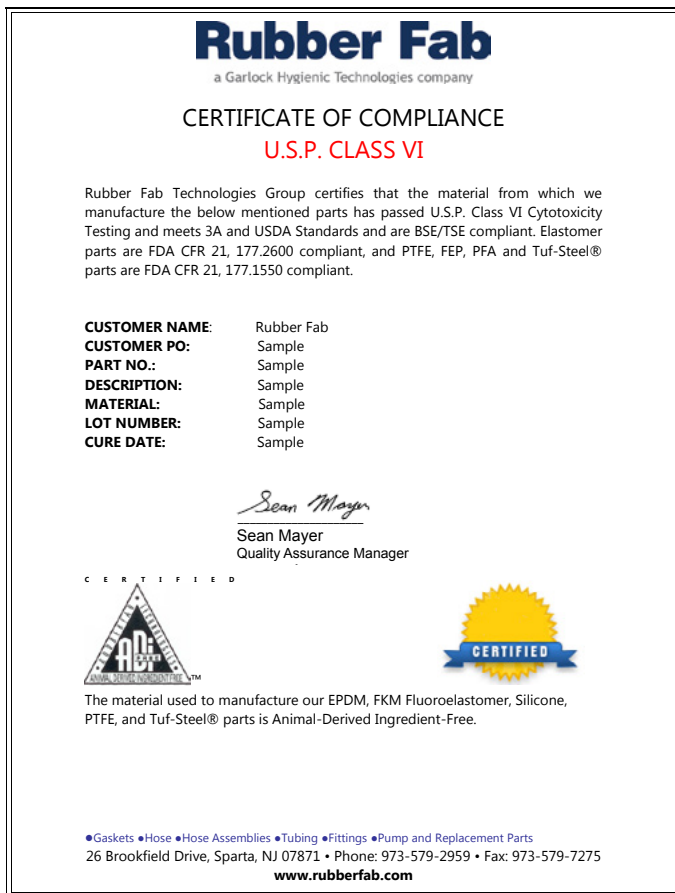 Rubber Fab
a Garlock Hygienic Technologies company
CERTIFICATE OF COMPLIANCE
U.S.P. CLASS VI
Rubber Fab Technologies Group certifies that the material from which we
manufacture the below mentioned parts has passed U.S.P. Class VI Cytotoxicity
Testing and meets 3A and USDA Standards and are BSE/TSE compliant. Elastomer
parts are FDA CFR 21, 177.2600 compliant, and PTFE, FEP, PFA and Tuf-Steel®
parts are FDA CFR 21, 177.1550 compliant.
CUSTOMER NAME: Rubber Fab
CUSTOMER PO: Sample
PART NO.: Sample
DESCRIPTION: Sample
MATERIAL: Sample
LOT NUMBER: Sample
CURE DATE: Sample
Sean Mayer
Sean Mayer
Quality Assurance Manager
CERTIFIED
ADi
FREE
ANIMAL DERIVED INGREDIENT FREE ™
CERTIFIED
The material used to manufacture our EPDM, FKM Fluoroelastomer, Silicone,
PTFE, and Tuf-Steel® parts is Animal-Derived Ingredient-Free.
●Gaskets ●Hose ●Hose Assemblies ●Tubing ●Fittings ●Pump and Replacement Parts
26 Brookfield Drive, Sparta, NJ 07871 • Phone: 973-579-2959 • Fax: 973-579-7275
www.rubberfab.com